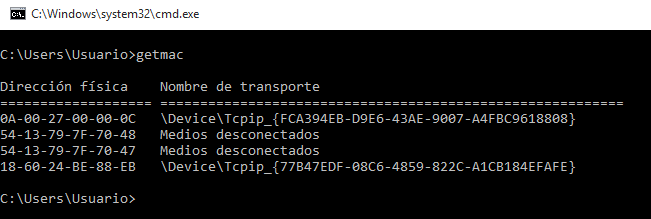 C:\Windows\system32\cmd.exe
C:\Users\Usuario>getmac
Dirección física    Nombre de transporte
=================== ==========================================================
0A-00-27-00-00-0C   \Device\Tcpip_{FCA394EB-D9E6-43AE-9007-A4FBC9618808}
54-13-79-7F-70-48   Medios desconectados
54-13-79-7F-70-47   Medios desconectados
18-60-24-BE-88-EB   \Device\Tcpip_{77B47EDF-08C6-4859-822C-A1CB184EFAFE}
C:\Users\Usuario>